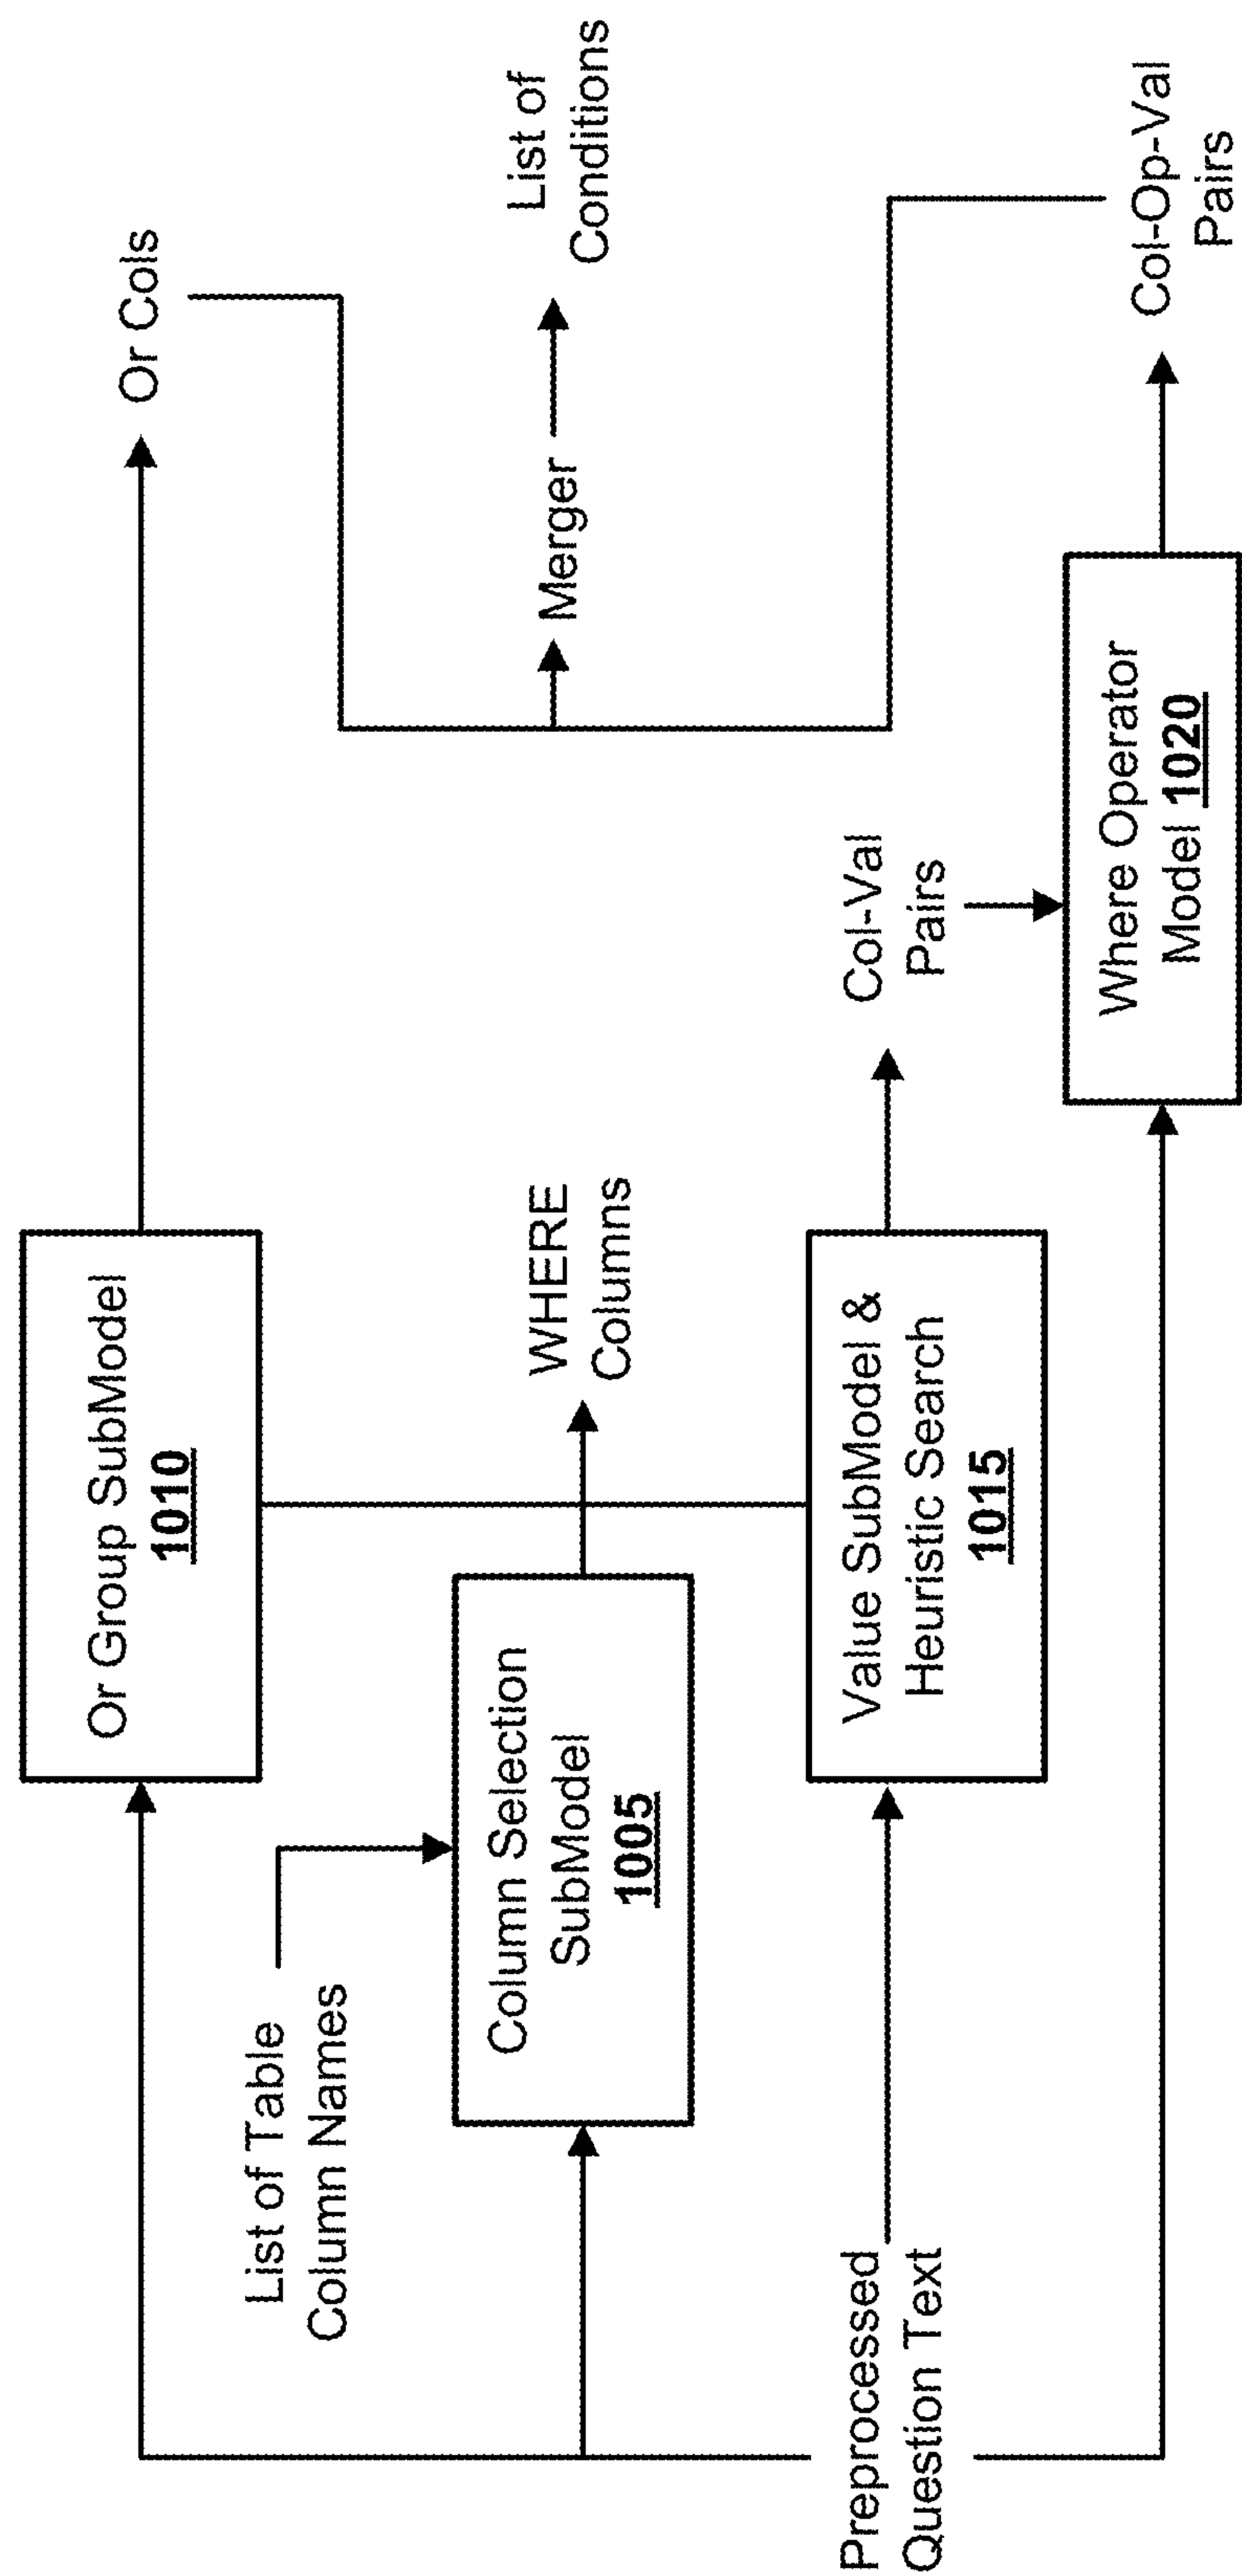 Or Group SubModel
1010
Or Cols
List of Table
Column Names
Column Selection
SubModel
1005
WHERE
Columns
Merger
List of
Conditions
Preprocessed
Question Text
Value SubModel &
Heuristic Search
1015
Col-Val
Pairs
Where Operator
Model 1020
Col-Op-Val
Pairs